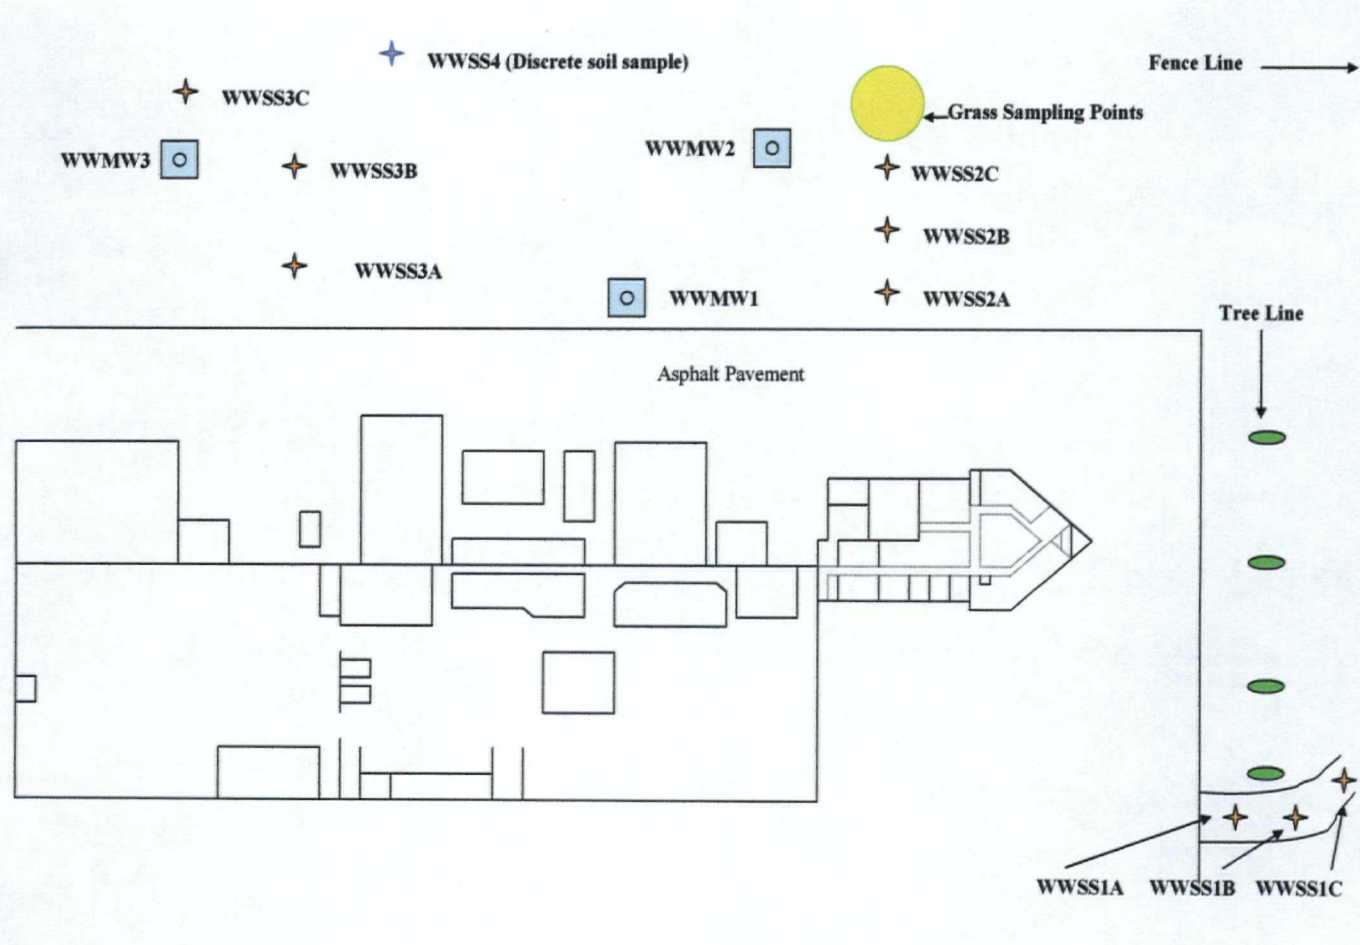 WWSS4 (Discrete soil sample)
Fence Line
WWSS3C
Grass Sampling Points
WWMW3
WWSS3B
WWMW2
WWSS2C
WWSS2B
WWSS3A
WWMW1
WWSS2A
Tree Line
Asphalt Pavement
WWSS1A
WWSS1B
WWSS1C